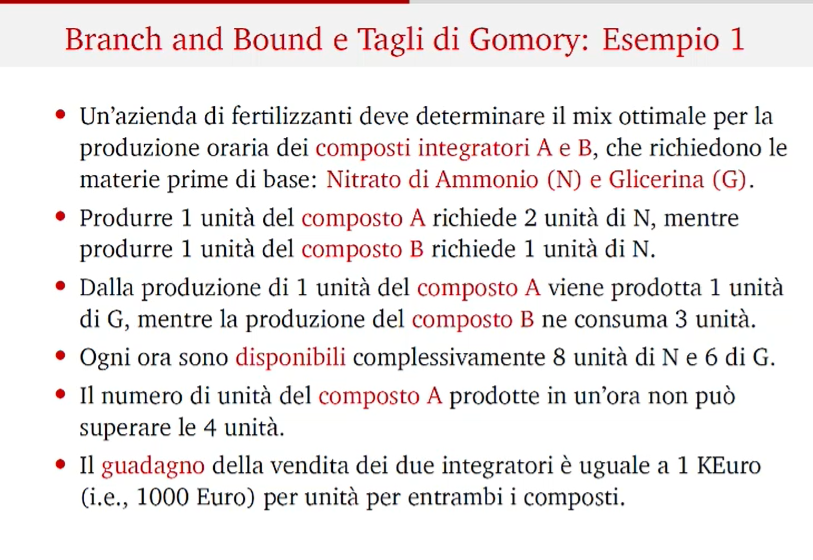 Branch and Bound e Tagli di Gomory: Esempio 1
• Un'azienda di fertilizzanti deve determinare il mix ottimale per la
produzione oraria dei composti integratori A e B, che richiedono le
materie prime di base: Nitrato di Ammonio (N) e Glicerina (G).
• Produrre 1 unità del composto A richiede 2 unità di N, mentre
produrre 1 unità del composto B richiede 1 unità di N.
• Dalla produzione di 1 unità del composto A viene prodotta 1 unità
di G, mentre la produzione del composto B ne consuma 3 unità.
• Ogni ora sono disponibili complessivamente 8 unità di N e 6 di G.
• Il numero di unità del composto A prodotte in un'ora non può
superare le 4 unità.
• Il guadagno della vendita dei due integratori è uguale a 1 KEuro
(i.e., 1000 Euro) per unità per entrambi i composti.